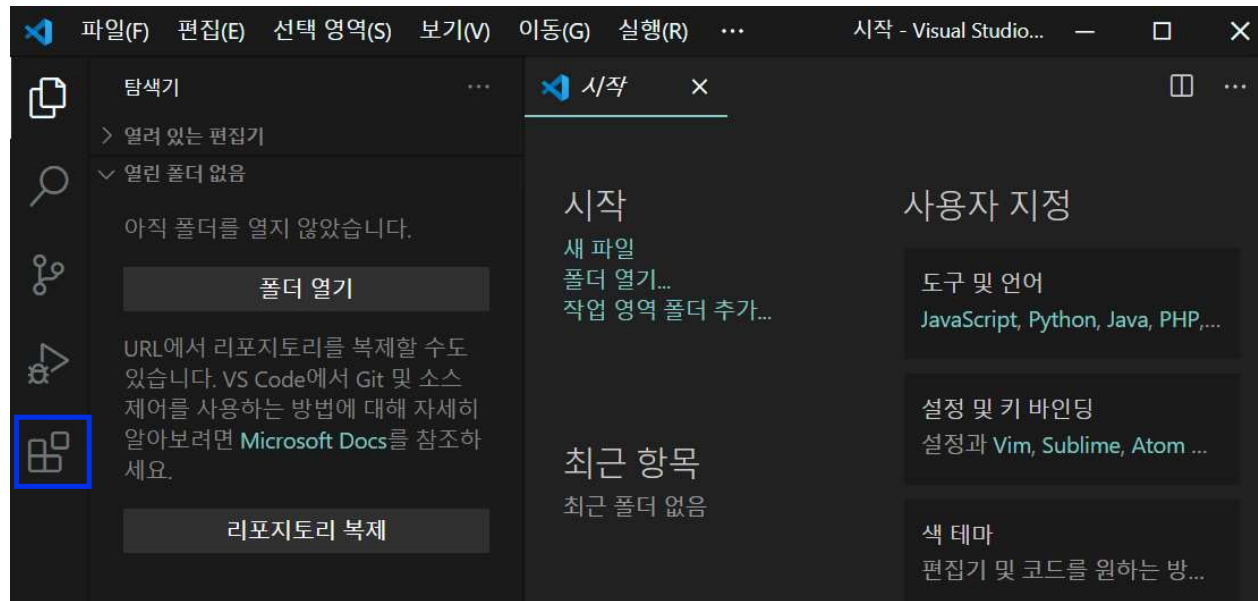 파일(F) 편집(E) 선택 영역(S) 보기(V) 이동(G) 실행(R) ··· 시작 - Visual Studio...
탐색기 ···
시작
열려 있는 편집기
열린 폴더 없음
아직 폴더를 열지 않았습니다.
폴더 열기
URL에서 리포지토리를 복제할 수도
있습니다. VS Code에서 Git 및 소스
제어를 사용하는 방법에 대해 자세히
알아보려면 Microsoft Docs를 참조하
세요.
리포지토리 복제
시작
새 파일
폴더 열기...
작업 영역 폴더 추가...
최근 항목
최근 폴더 없음
사용자 지정
도구 및 언어
JavaScript, Python, Java, PHP,...
설정 및 키 바인딩
설정과 Vim, Sublime, Atom ...
색 테마
편집기 및 코드를 원하는 방...